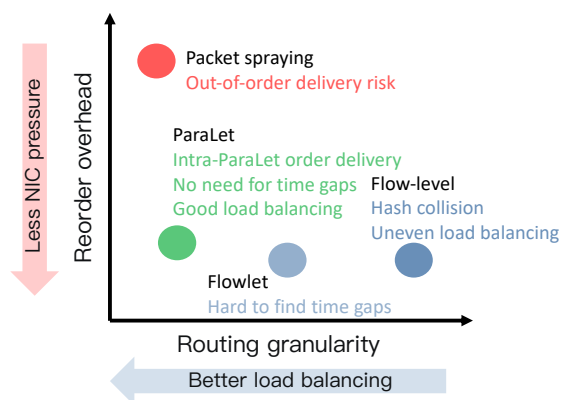 Less NIC pressure
Reorder overhead
Packet spraying
Out-of-order delivery risk
ParaLet
Intra-ParaLet order delivery
No need for time gaps
Good load balancing
Flow-level
Hash collision
Uneven load balancing
Flowlet
Hard to find time gaps
Routing granularity
Better load balancing